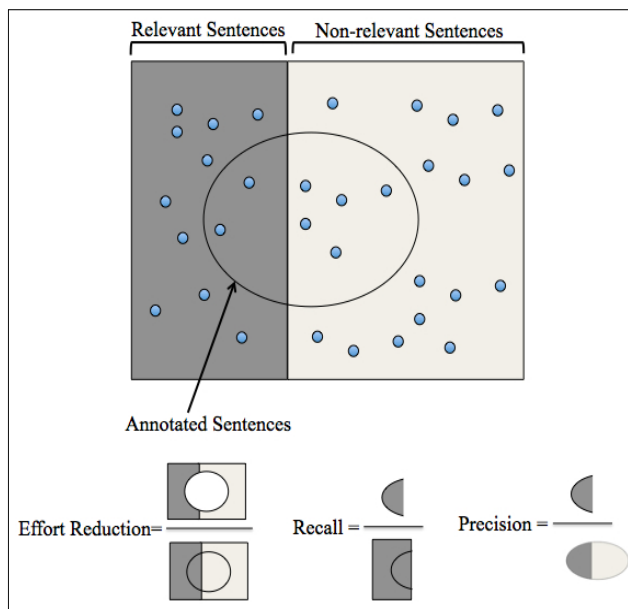 Relevant Sentences Non-relevant Sentences
Annotated Sentences
Effort Reduction= Recall = Precision =